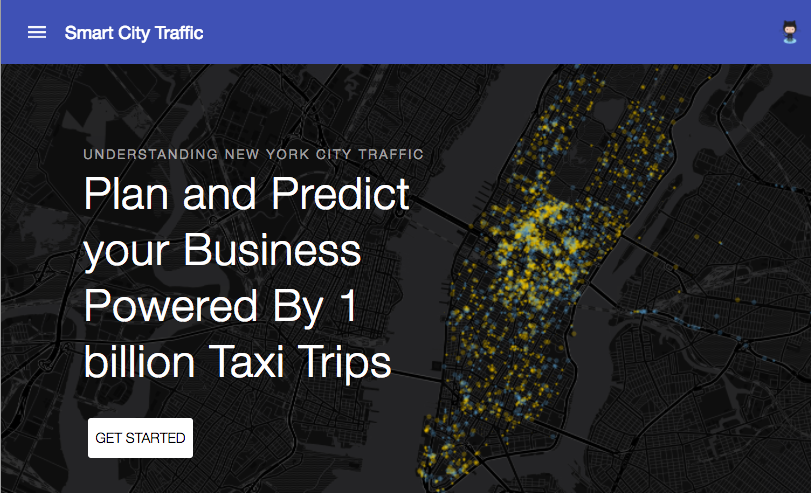 Smart City Traffic
UNDERSTANDING NEW YORK CITY TRAFFIC
Plan and Predict
your Business
Powered By 1
billion Taxi Trips
GET STARTED